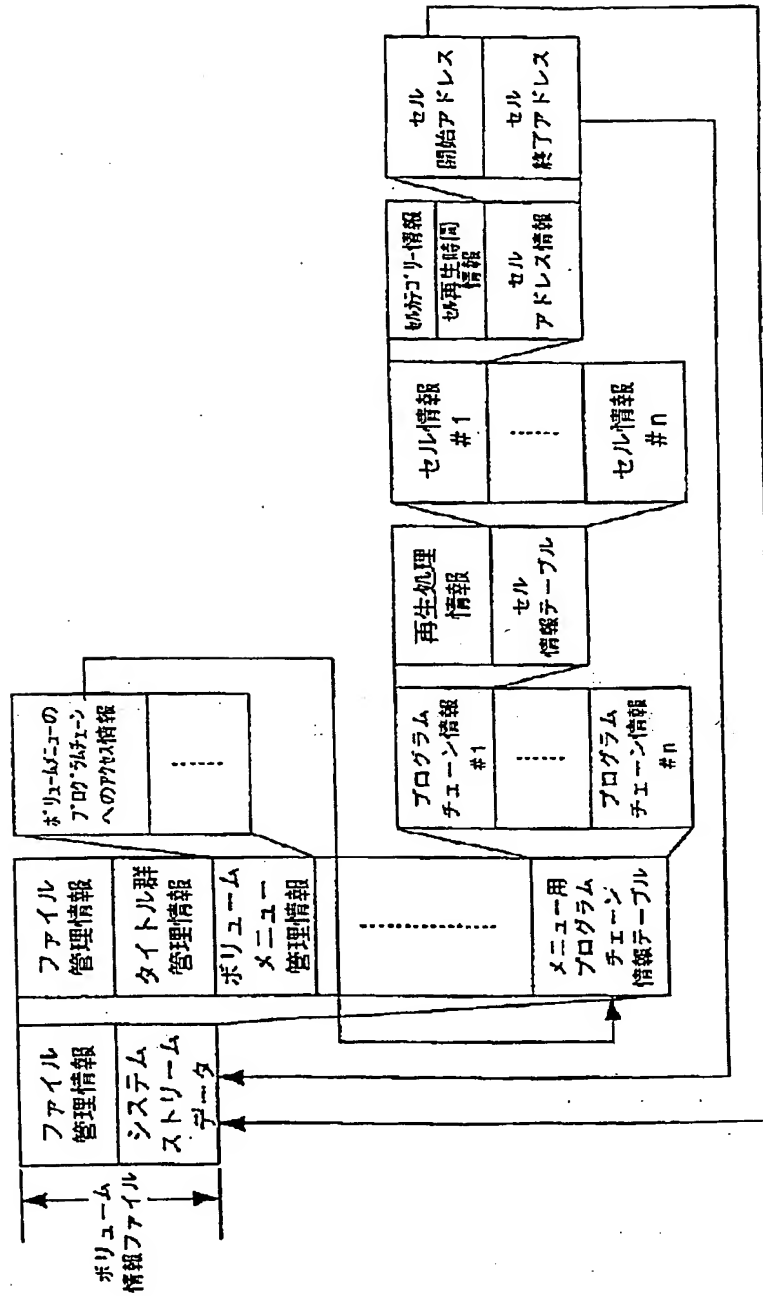 ボリューム
情報ファイル
ファイル
管理情報
システム
ストリーム
データ
ファイル
管理情報
タイトル群
管理情報
ボリューム
メニュー
管理情報
メニュー用
プログラム
チェーン
情報テーブル
ボリュームメニューの
プログラムチェーン
へのアクセス情報
プログラム
チェーン情報
#1
プログラム
チェーン情報
#n
再生処理
情報
セル
情報テーブル
セル情報
#1
セル情報
#n
セルカテゴリー情報
セル再生時間
情報
セル
アドレス情報
セル
開始アドレス
セル
終了アドレス